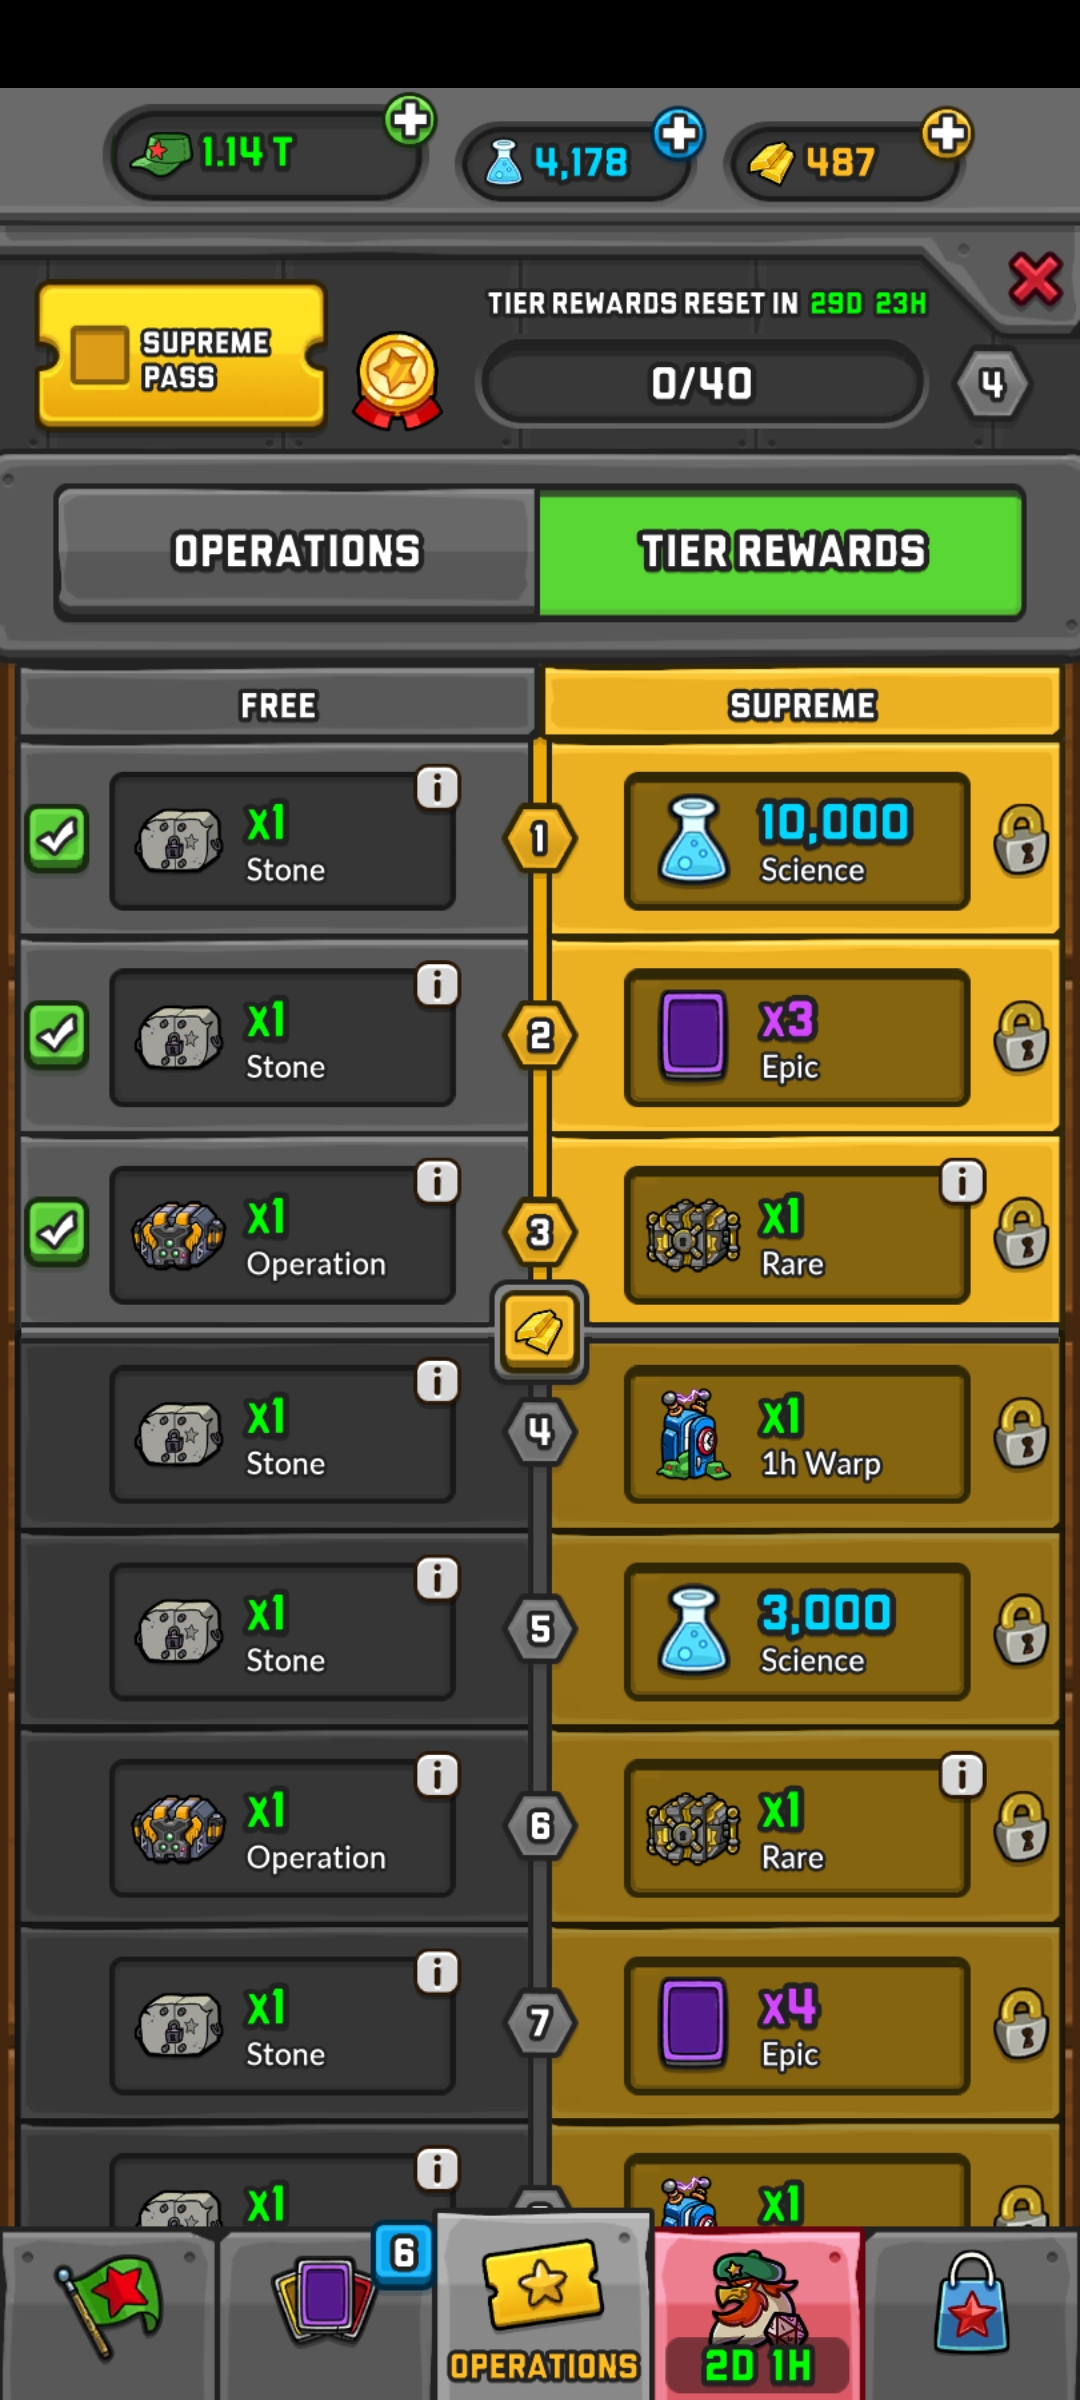 1.14 T
4,178
487
TIER REWARDS RESET IN 29D 23H
SUPREME
PASS
0/40
4
OPERATIONS
TIER REWARDS
FREE
SUPREME
x1
Stone
1
10,000
Science
x1
Stone
2
x3
Epic
x1
Operation
3
x1
Rare
x1
Stone
4
x1
1h Warp
x1
Stone
5
3,000
Science
x1
Operation
6
x1
Rare
x1
Stone
7
x4
Epic
x1
x1
6
OPERATIONS
2D 1H